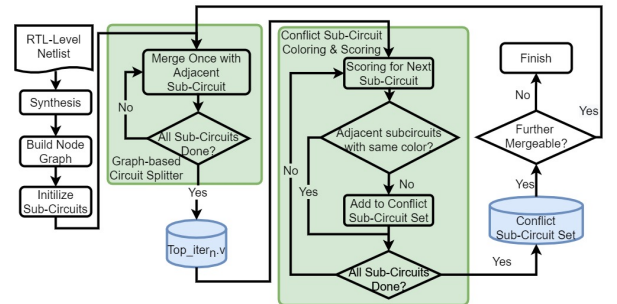 RTL-Level
Netlist
Synthesis
Build Node
Graph
Initilize
Sub-Circuits
Merge Once with
Adjacent
Sub-Circuit
No
All Sub-Circuits
Done?
Graph-based
Circuit Splitter
Yes
Top_iterₙ.v
Conflict Sub-Circuit
Coloring & Scoring
Scoring for Next
Sub-Circuit
Adjacent subcircuits
with same color?
No
Yes
No
Add to Conflict
Sub-Circuit Set
All Sub-Circuits
Done?
Yes
Finish
No
Yes
Further
Mergeable?
Yes
Conflict
Sub-Circuit Set